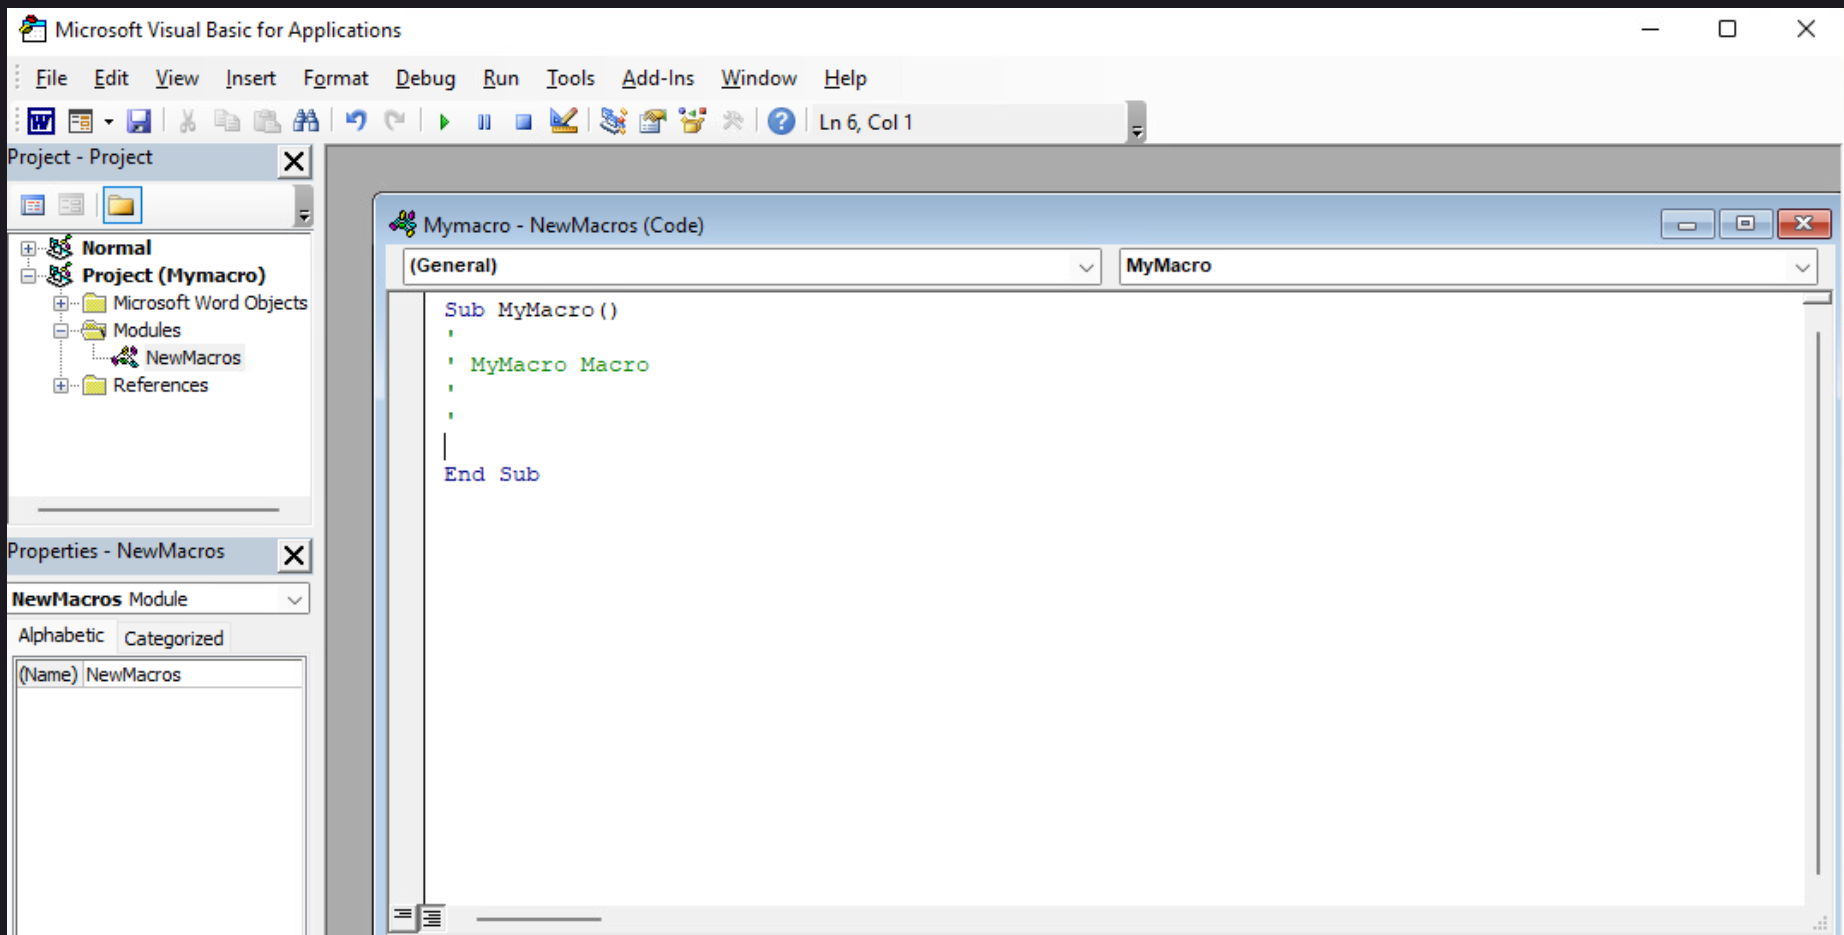 Microsoft Visual Basic for Applications
File Edit View Insert Format Debug Run Tools Add-Ins Window Help
W
?
Ln 6, Col 1
Project - Project
Normal
Project (Mymacro)
Microsoft Word Objects
Modules
NewMacros
References
Properties - NewMacros
NewMacros Module
Alphabetic Categorized
(Name) NewMacros
Mymacro - NewMacros (Code)
(General) MyMacro
Sub MyMacro()
'
' MyMacro Macro
'
'
End Sub